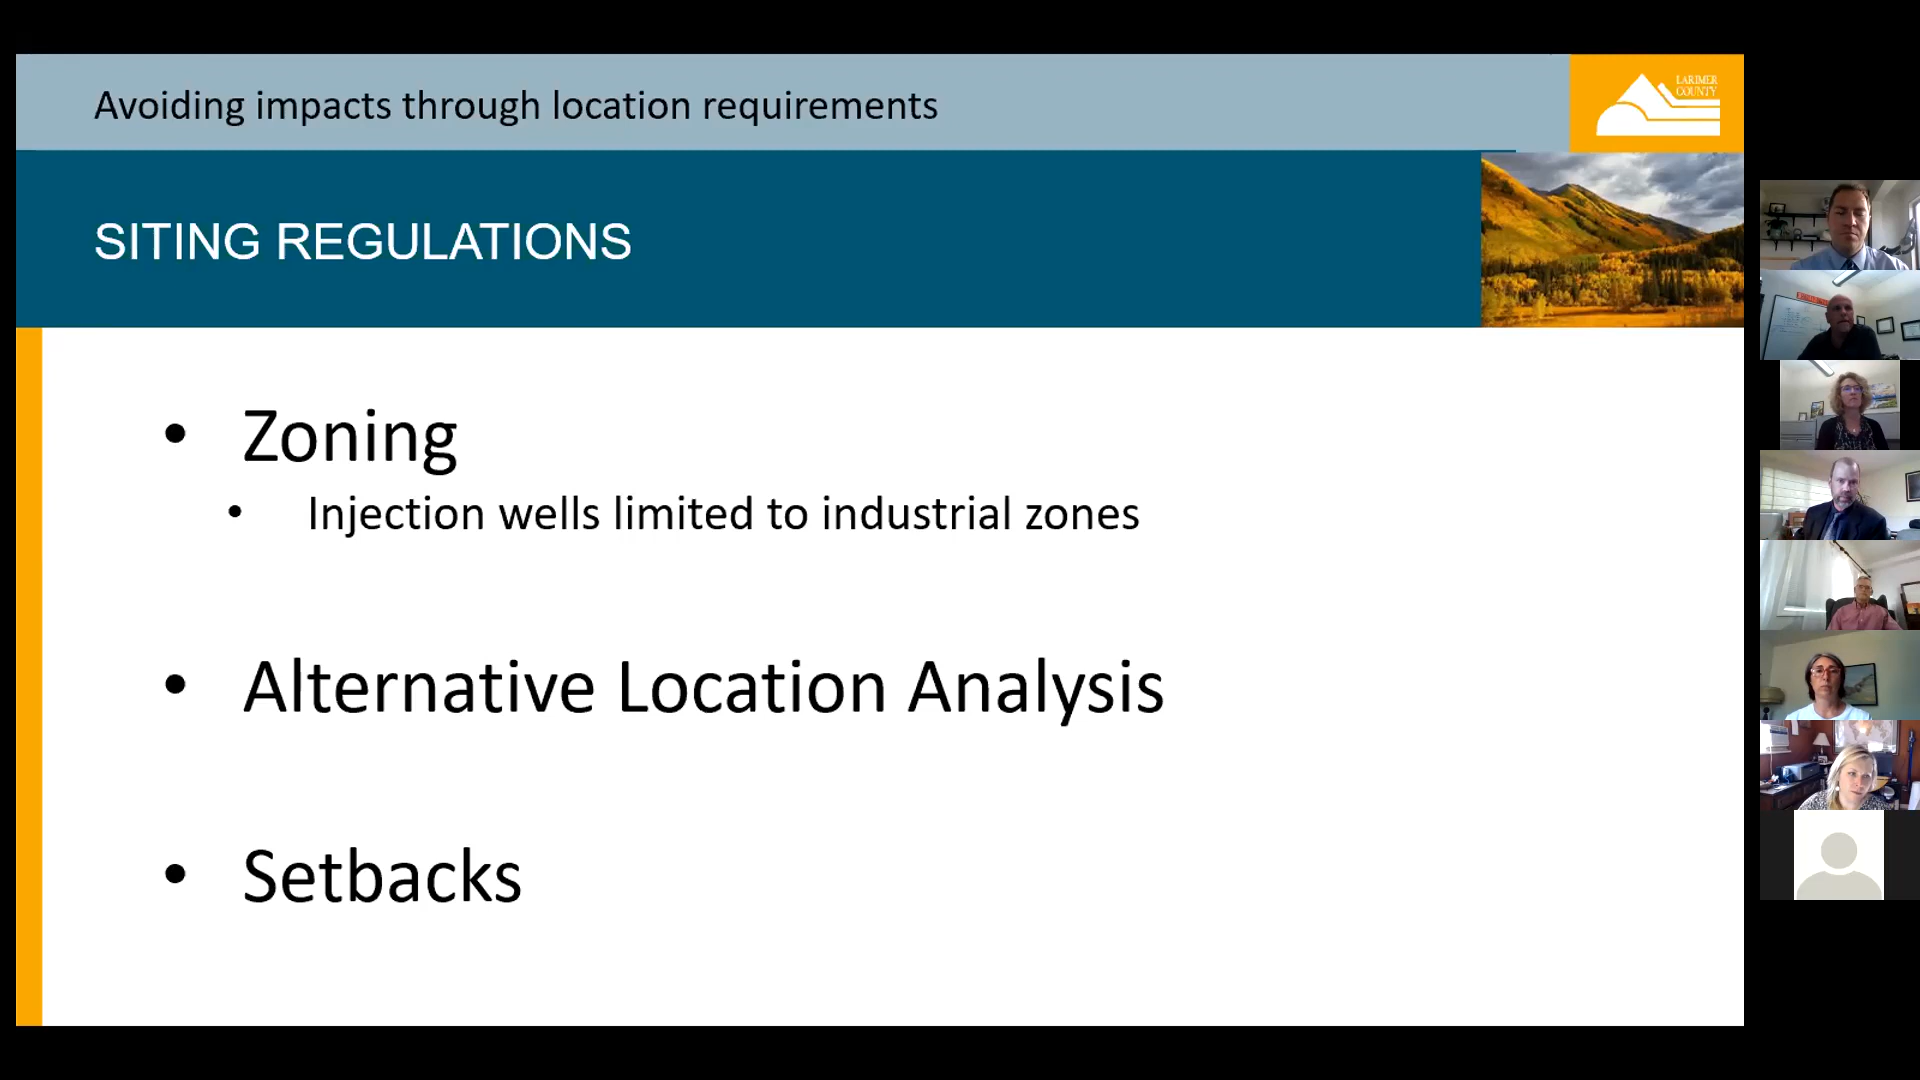 Avoiding impacts through location requirements
LARIMER
COUNTY
SITING REGULATIONS
• Zoning
• Injection wells limited to industrial zones
• Alternative Location Analysis
• Setbacks